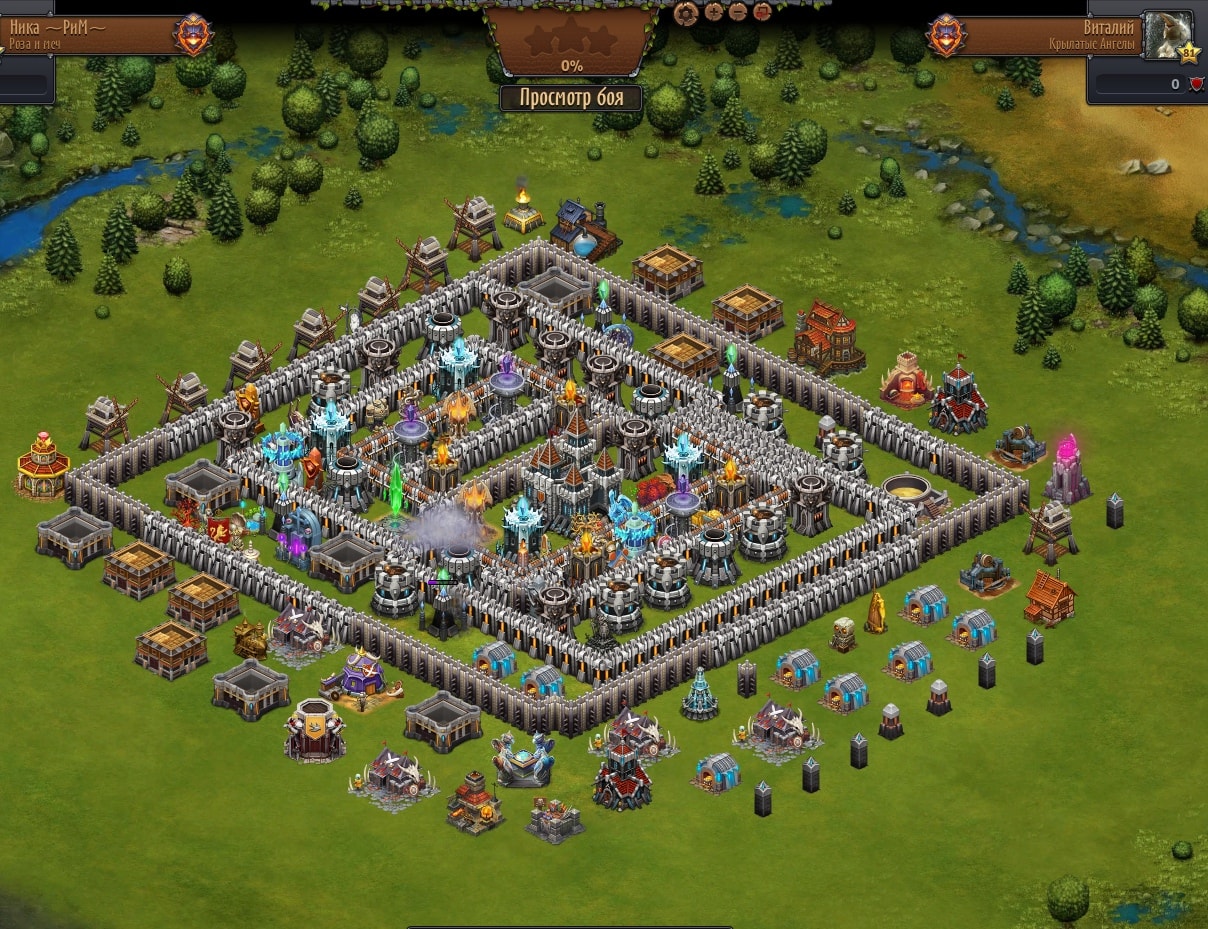 Ника ~РиМ~
Роза и меч
0%
Просмотр боя
Виталий
Крылатые Ангелы
81
0